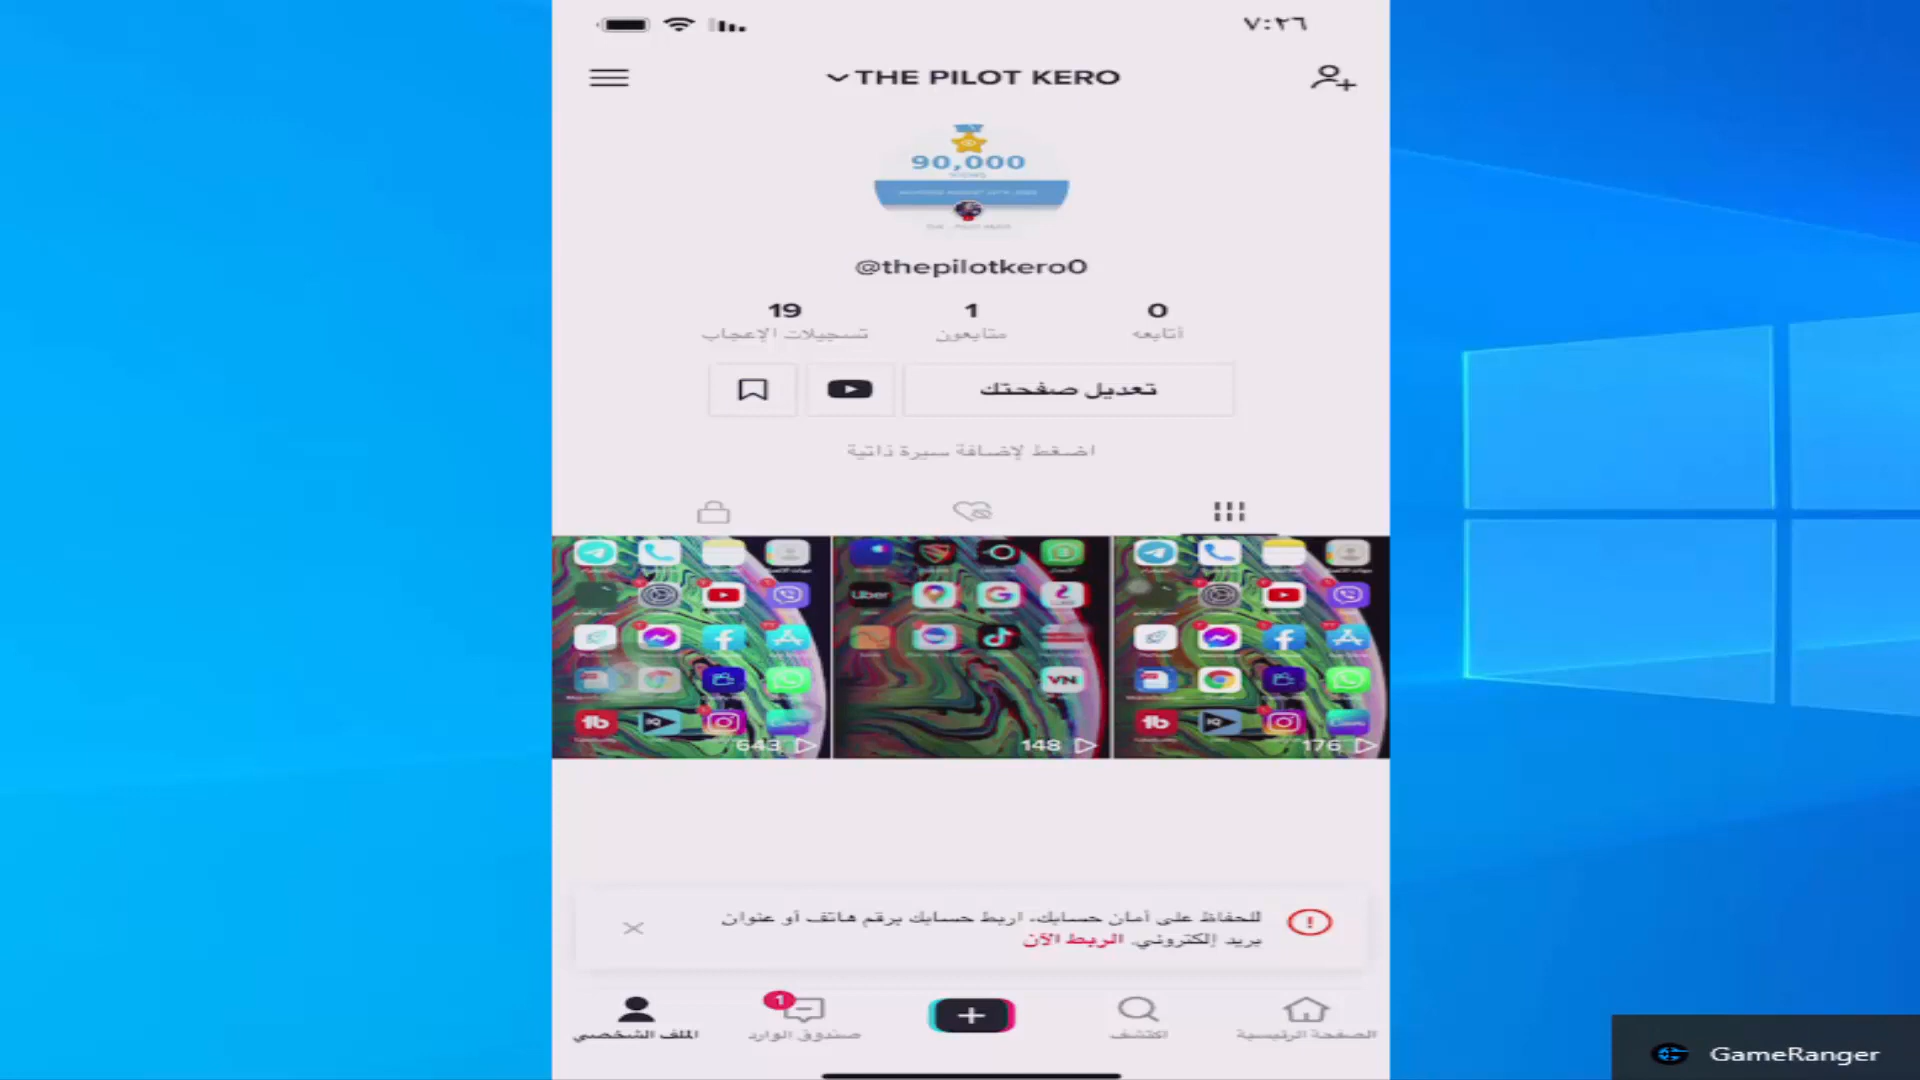 ٧:٢٦
THE PILOT KERO
90,000
@thepilotkero0
0
1
19
أتابعه
متابعون
تسجيلات الإعجاب
تعديل صفحتك
اضغط لإضافة سيرة ذاتية
Uber
VN
643
148
176
للحفاظ على أمان حسابك، اربط حسابك برقم هاتف أو عنوان
بريد إلكتروني. الربط الآن
1
الصفحة الرئيسية
اكتشف
صندوق الوارد
الملف الشخصي
GameRanger